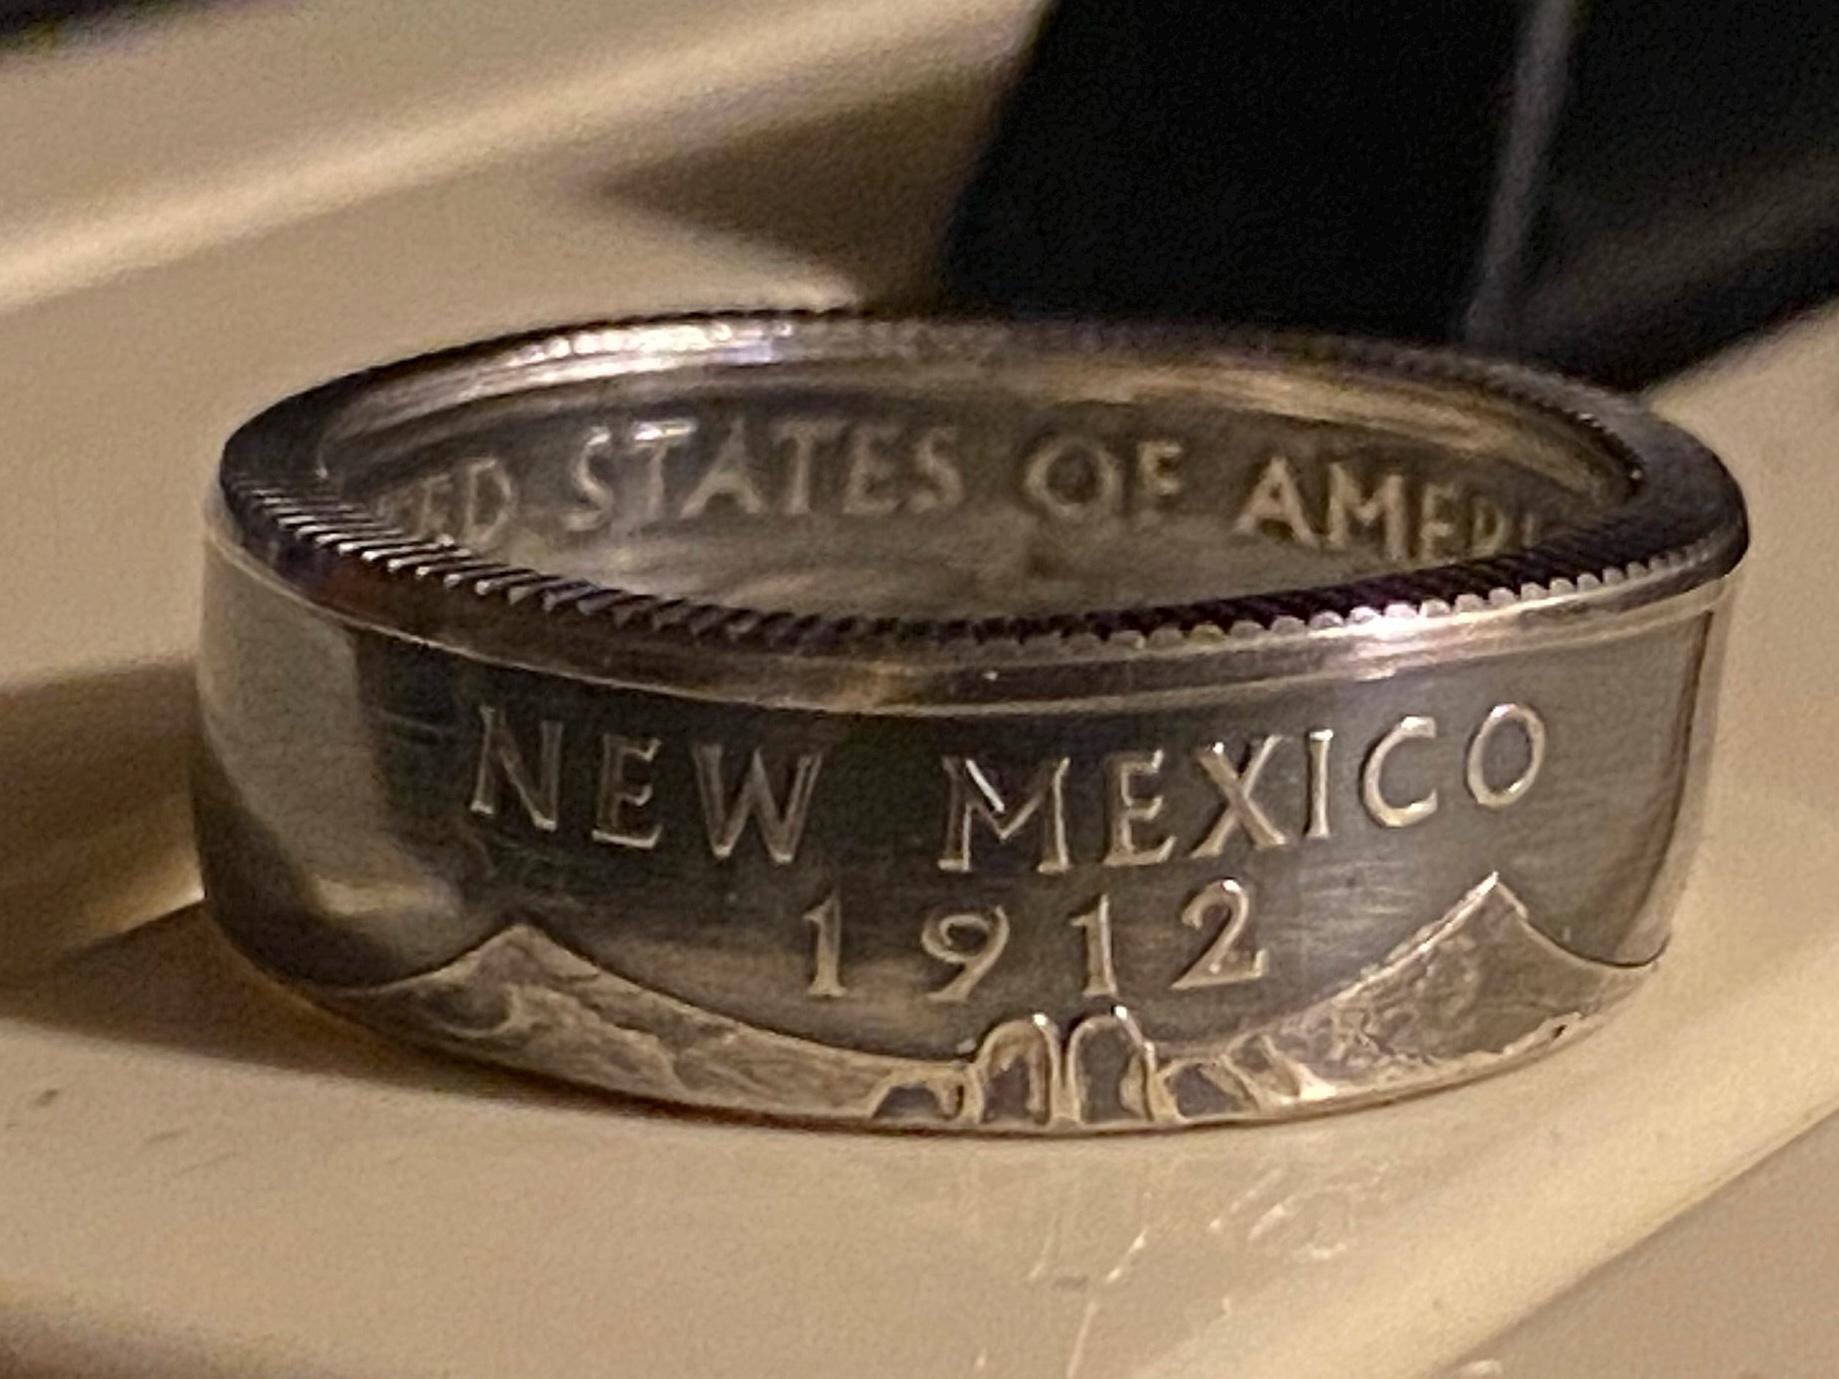 STATES OF
NEW MEXICO
1912